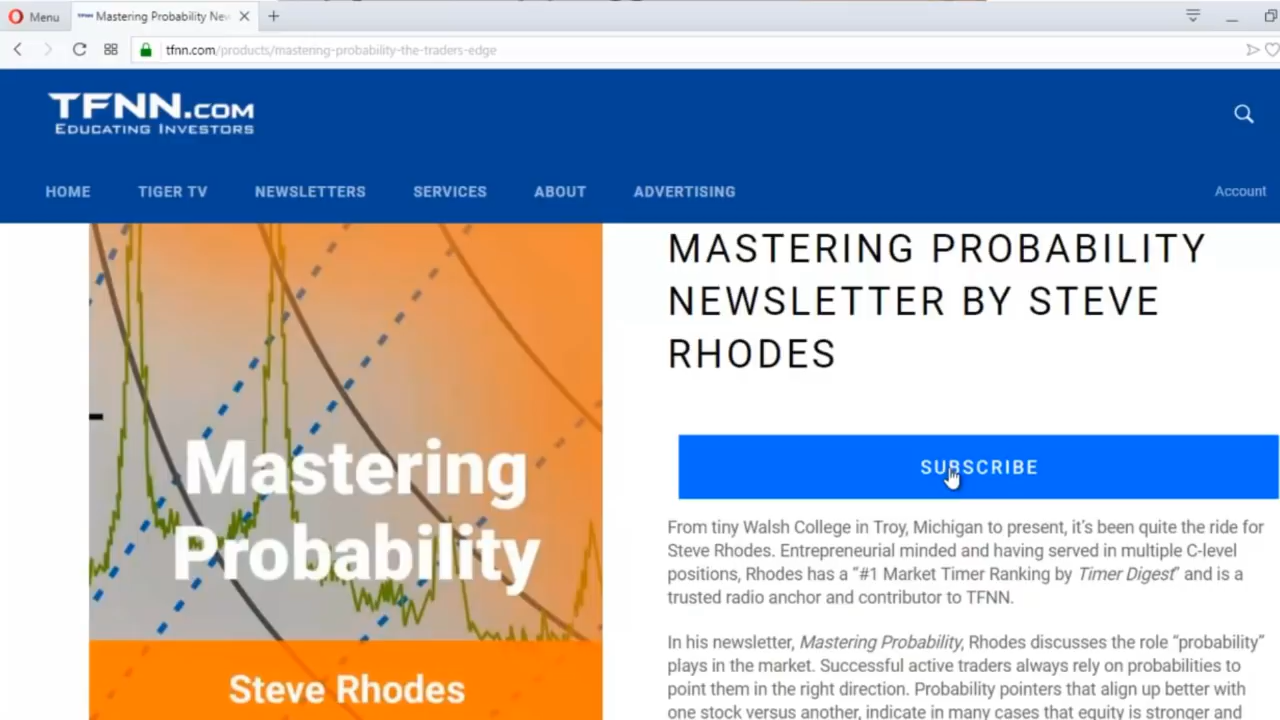 Menu
Mastering Probability New
tfnn.com/products/mastering-probability-the-traders-edge
TFNN.COM
EDUCATING INVESTORS
HOME
TIGER TV
NEWSLETTERS
SERVICES
ABOUT
ADVERTISING
Account
MASTERING PROBABILITY
NEWSLETTER BY STEVE
RHODES
Mastering
Probability
Steve Rhodes
SUBSCRIBE
From tiny Walsh College in Troy, Michigan to present, it's been quite the ride for
Steve Rhodes. Entrepreneurial minded and having served in multiple C-level
positions, Rhodes has a “#1 Market Timer Ranking by Timer Digest” and is a
trusted radio anchor and contributor to TFNN.
In his newsletter, Mastering Probability, Rhodes discusses the role “probability”
plays in the market. Successful active traders always rely on probabilities to
point them in the right direction. Probability pointers that align up better with
one stock versus another, indicate in many cases that equity is stronger and